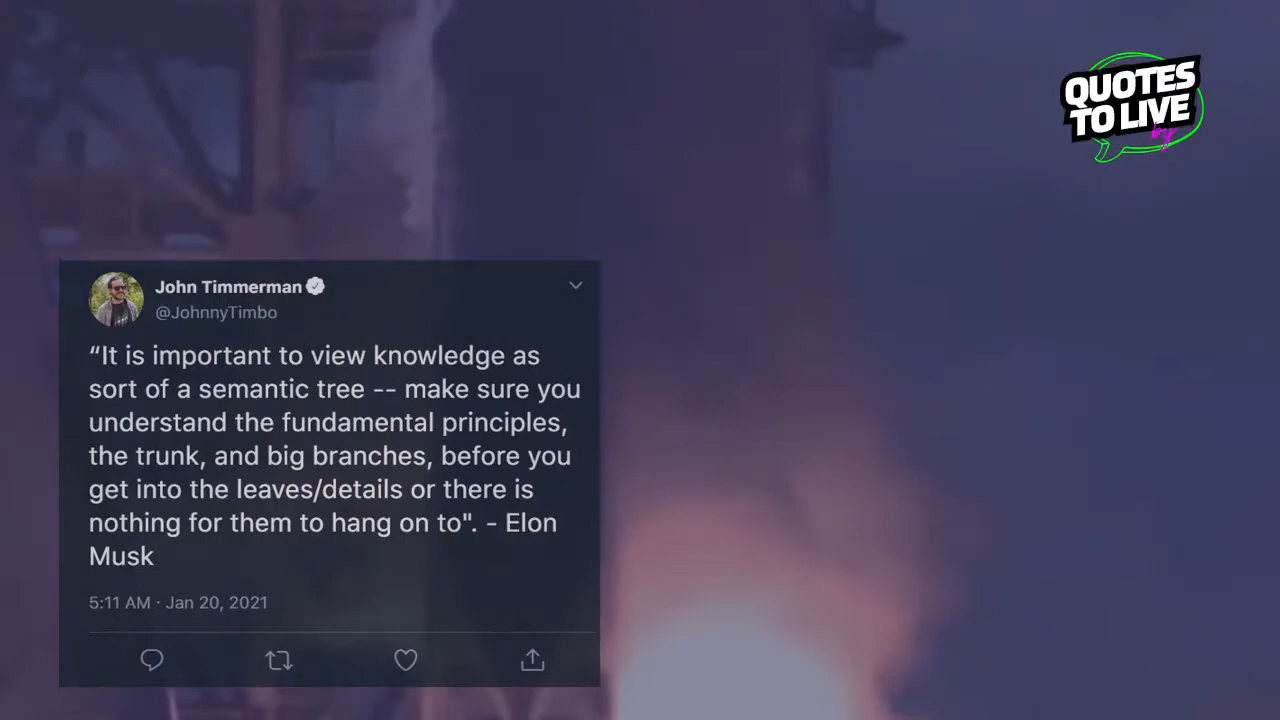 QUOTES
TO LIVE
by
John Timmerman
@JohnnyTimbo
“It is important to view knowledge as
sort of a semantic tree -- make sure you
understand the fundamental principles,
the trunk, and big branches, before you
get into the leaves/details or there is
nothing for them to hang on to". - Elon
Musk
5:11 AM · Jan 20, 2021